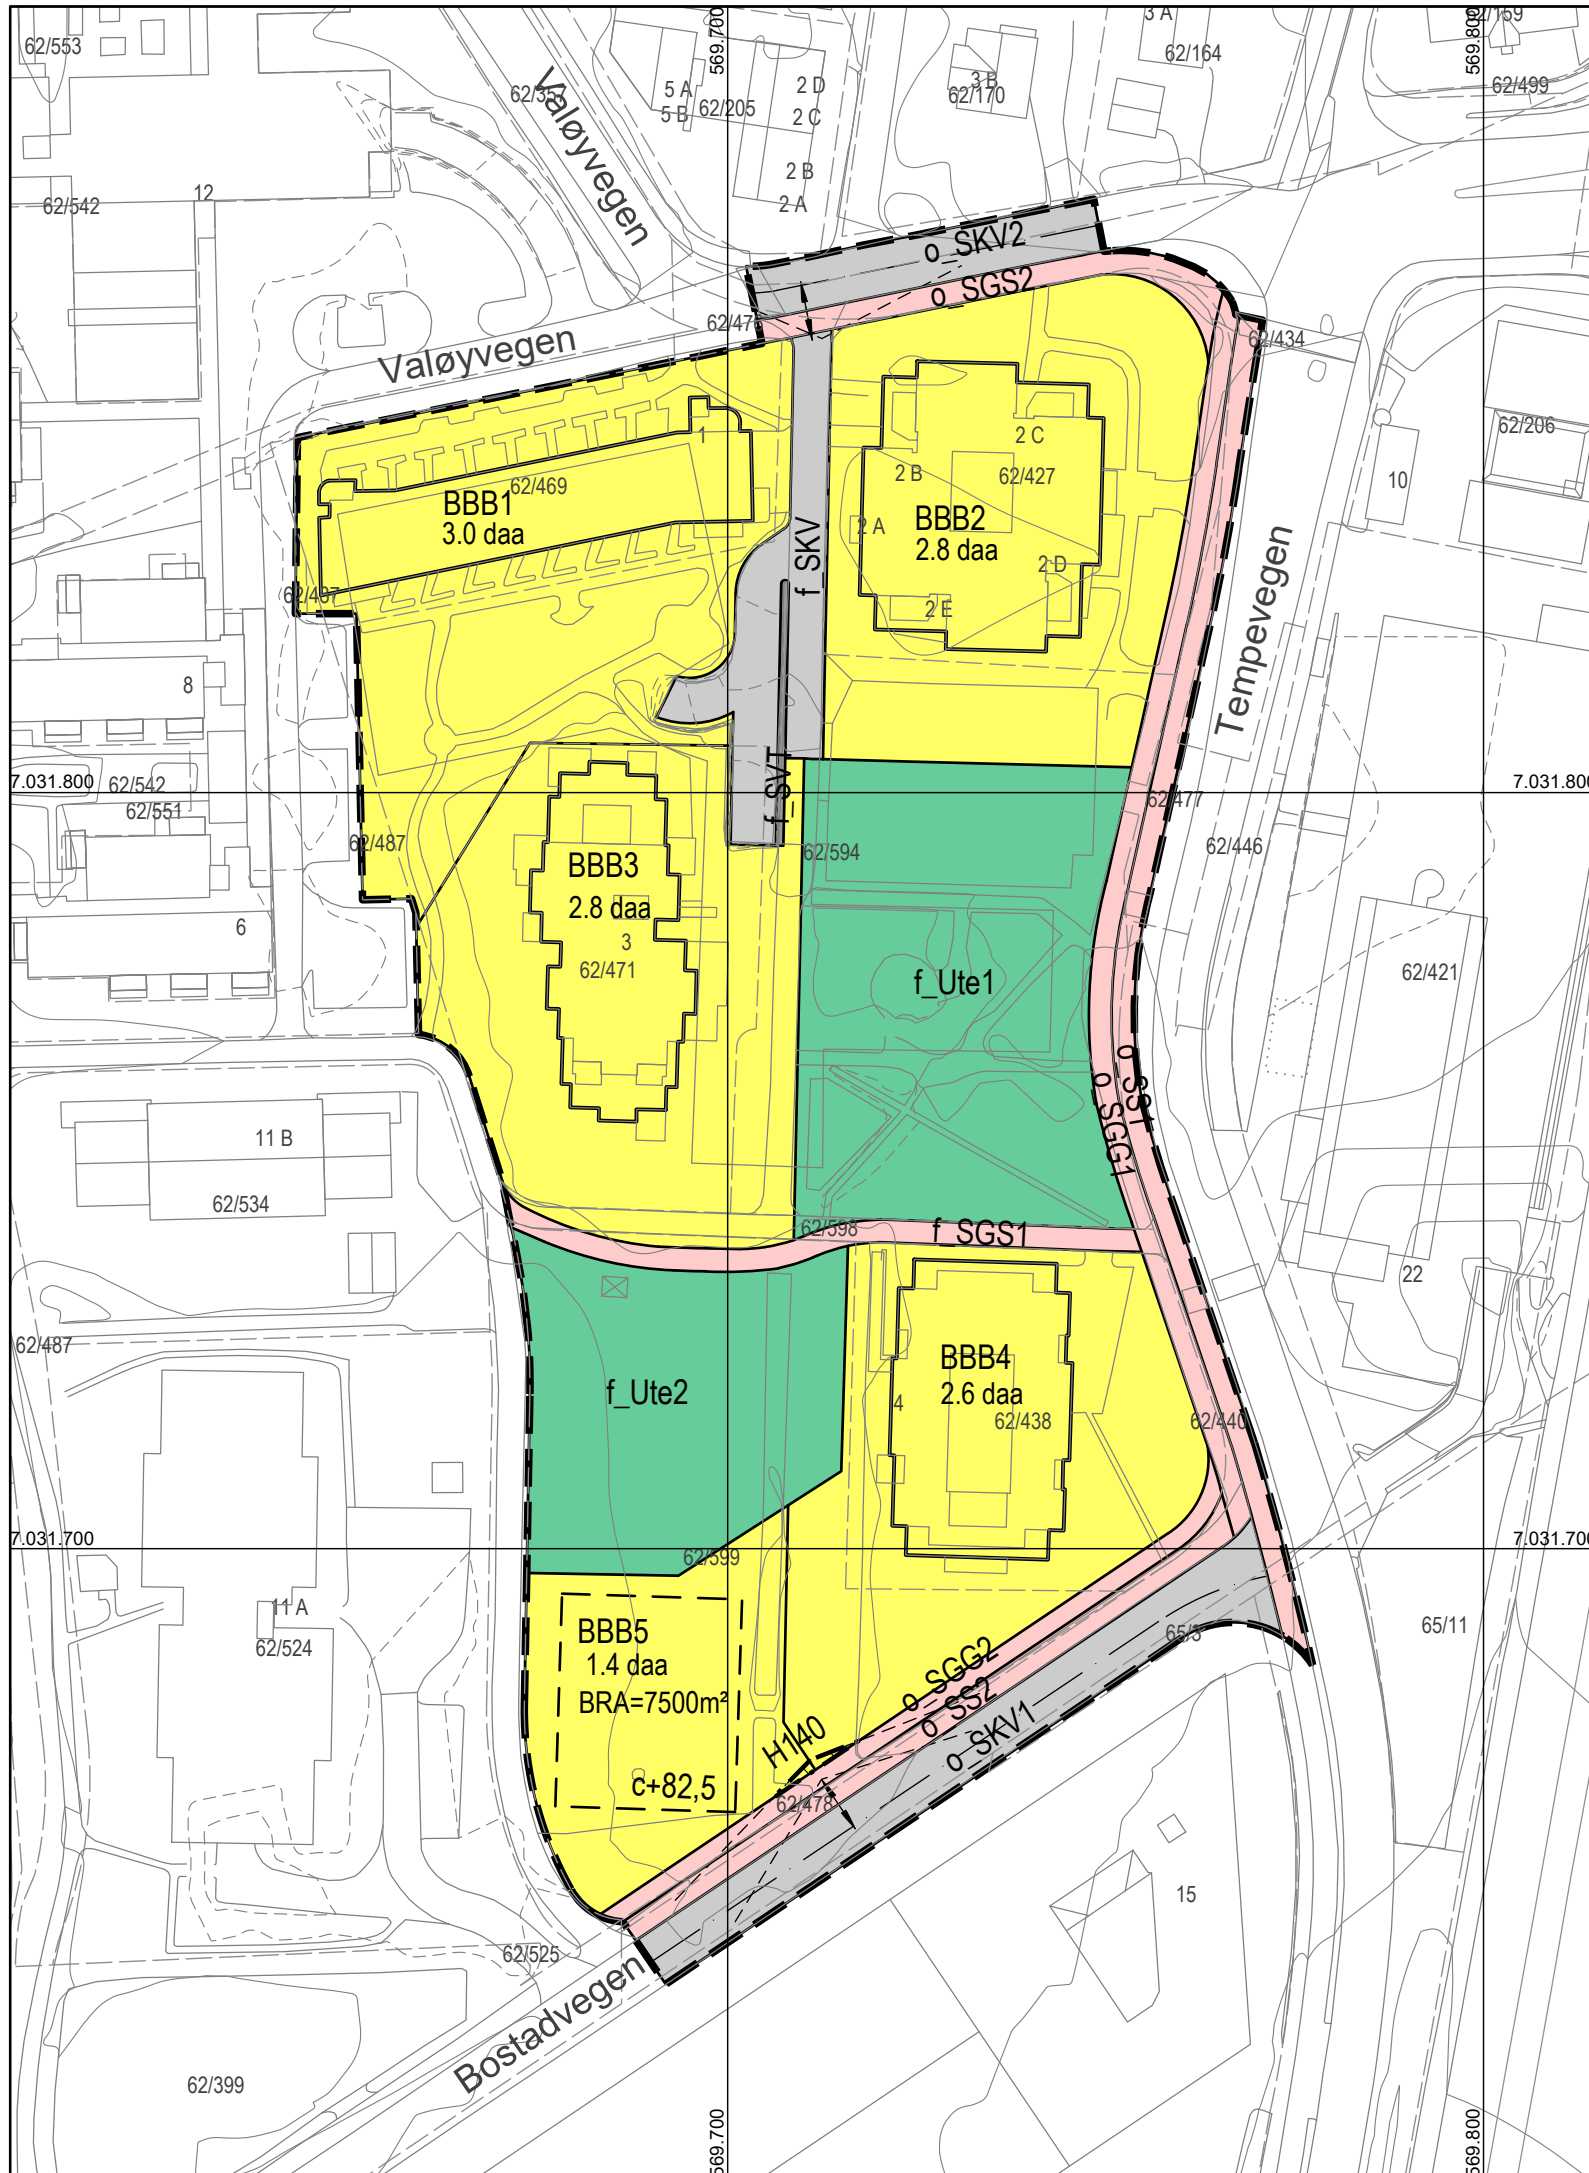 569.700
569.800
3 A
62/159
62/553
62/164
62/357
5 A
5 B
62/205
2 D
2 C
2 B
2 A
3 B
62/170
62/499
Valøyvegen
12
62/542
o_SKV2
o_SGS2
62/434
Valøyvegen
1
62/469
BBB1
3.0 daa
f_SKV
2 C
2 B
62/427
BBB2
2.8 daa
2 A
2 D
2 E
62/206
10
Tempevegen
8
7.031.800
62/542
62/551
62/487
f_SVT
62/477
7.031.800
62/594
62/446
BBB3
2.8 daa
3
62/471
6
f_Ute1
62/421
o_SS1
o_SGG1
11 B
62/534
62/598
f_SGS1
22
62/487
f_Ute2
BBB4
2.6 daa
4
62/438
62/440
7.031.700
62/599
7.031.700
11 A
62/524
BBB5
1.4 daa
BRA=7500m²
c+82,5
H140
o_SGG2
o_SS2
o_SKV1
65/3
65/11
62/478
15
62/525
Bostadvegen
62/399
569.700
569.800